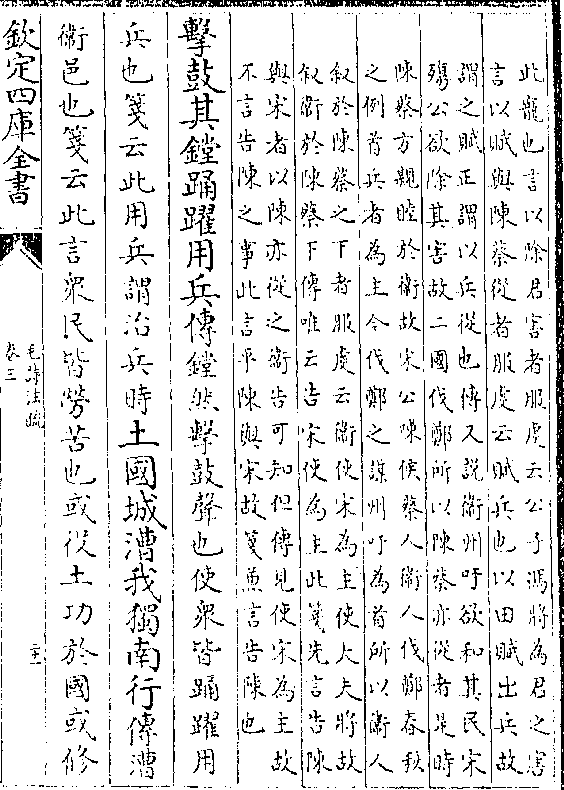 此寵也言以除君害者服虔云公子馮將為君之害
言以賦與陳蔡從者服虔云賦兵也以田賦出兵故
謂之賦正謂以兵從也傳又說衛州吁欲和其民宋
殤公欲除其害故二國伐鄭所以陳蔡亦從者是時
陳蔡方親睦於衛故宋公陳侯蔡人衛人伐鄭春秋
之例首兵者為主令伐鄭之謀州吁為首所以衛人
叙於陳蔡之下者服虔云衛使宋為主使大夫將故
叙衛於陳蔡下傳唯云告宋使為主此箋先言告陳
與宋者以陳亦從之衛告可知但傳見使宋為主故
不言告陳之事此言平陳與宋故箋兼言告陳也
擊鼓其鏜踊躍用兵傳鏜然擊鼓聲也使衆皆踊躍用
兵也箋云此用兵謂治兵時土國城漕我獨南行傳漕
衛邑也箋云此言衆民皆勞苦也或役土功於國或修
欽定四庫全書
毛詩注疏
卷三